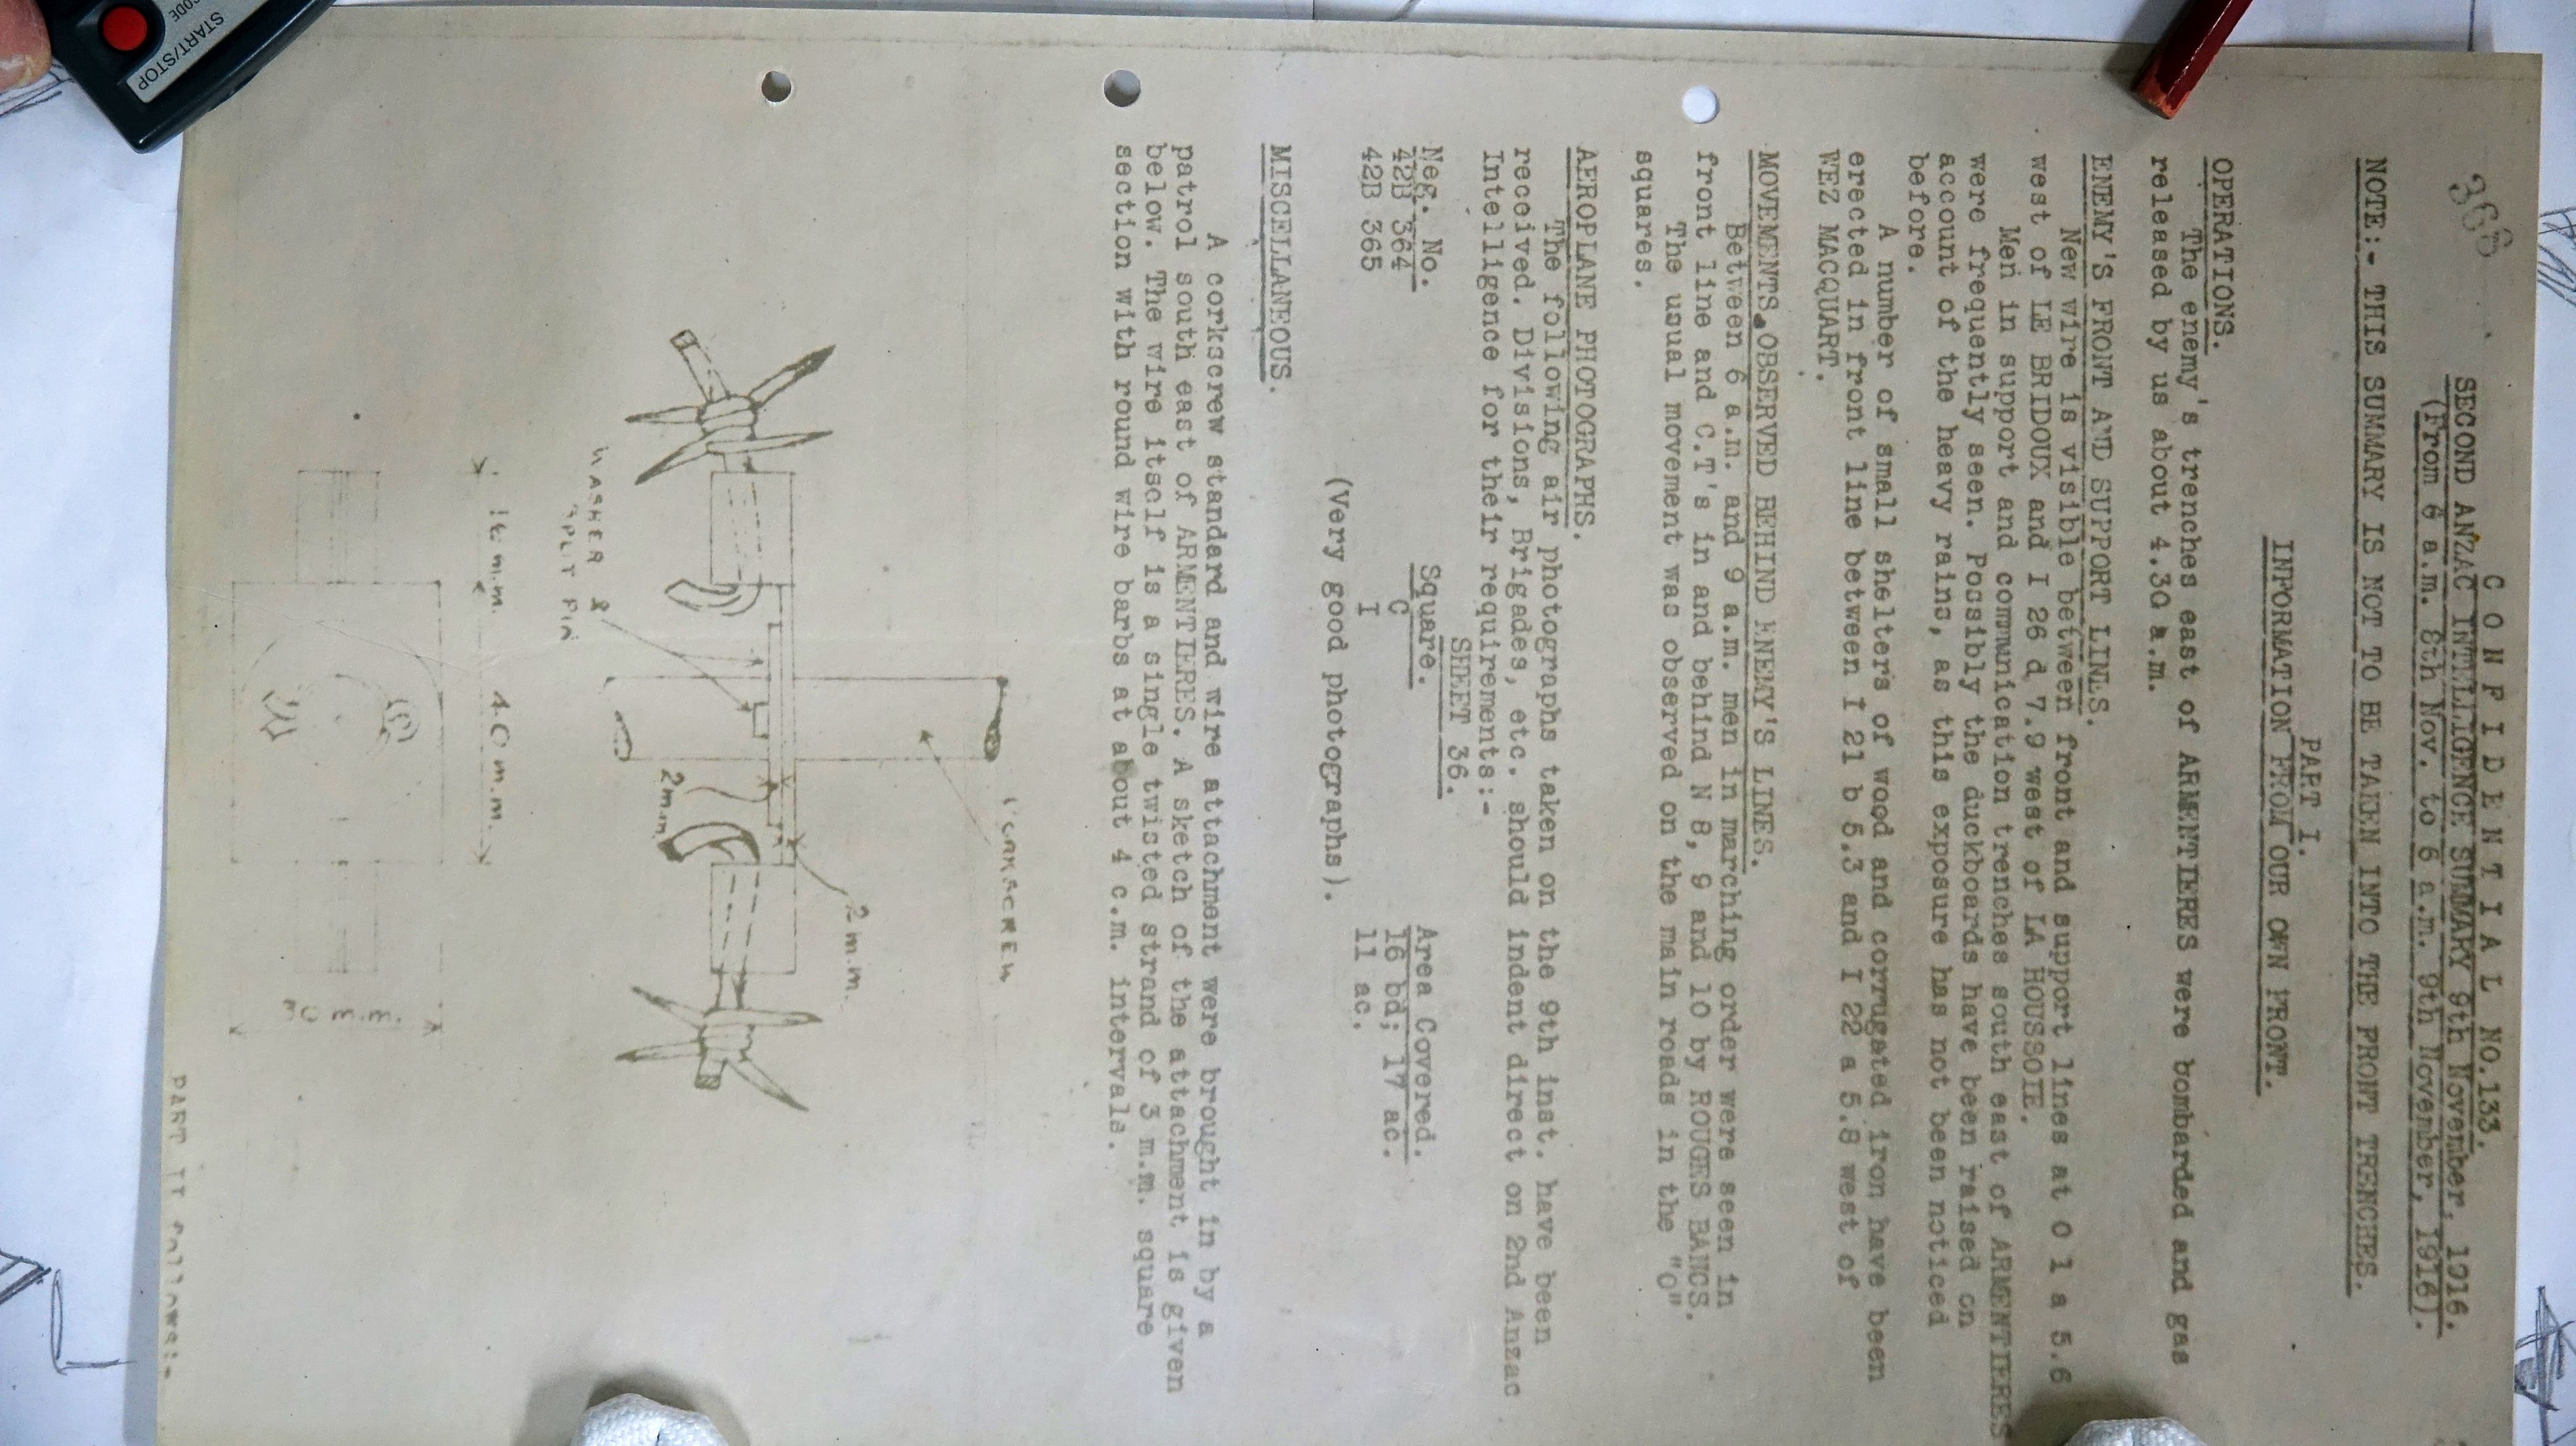 368
C O N F I D E N T I A L  NO.133.
SECOND ANZAC INTELLIGENCE SUMMARY 9th November, 1916.
(From 6 a.m. 8th Nov. to 6 a.m. 9th November, 1916).
NOTE:- THIS SUMMARY IS NOT TO BE TAKEN INTO THE FRONT TRENCHES.
PART I.
INFORMATION FROM OUR OWN FRONT.
OPERATIONS.
The enemy's trenches east of ARMENTIERES were bombarded and gas
released by us about 4.30 a.m.
ENEMY'S FRONT AND SUPPORT LINES.
New wire is visible between front and support lines at O 1 a 5.6
west of LE BRIDOUX and I 26 d 7.9 west of LA HOUSSOIE.
Men in support and communication trenches south east of ARMENTIERES
were frequently seen. Possibly the duckboards have been raised on
account of the heavy rains, as this exposure has not been noticed
before.
A number of small shelters of wood and corrugated iron have been
erected in front line between I 21 b 5.3 and I 22 a 5.8 west of
WEZ MACQUART.
MOVEMENTS OBSERVED BEHIND ENEMY'S LINES.
Between 6 a.m. and 9 a.m. men in marching order were seen in
front line and C.T's in and behind N 8, 9 and 10 by ROUGES BANCS.
The usual movement was observed on the main roads in the "O"
squares.
AEROPLANE PHOTOGRAPHS.
The following air photographs taken on the 9th inst. have been
received. Divisions, Brigades, etc. should indent direct on 2nd Anzac
Intelligence for their requirements:-
SHEET 36.
Neg. No. Square. Area Covered.
42B 364 C 16 bd; 17 ac.
42B 365 I 11 ac.
(Very good photographs).
MISCELLANEOUS.
A corkscrew standard and wire attachment were brought in by a
patrol south east of ARMENTIERES. A sketch of the attachment is given
below. The wire itself is a single twisted strand of 3 m.m. square
section with round wire barbs at about 4 c.m. intervals.
CORKSCREW
2 m.m.
2 m.m.
WASHER &
SPLIT PIN
40 m.m.
30 m.m.
PART II follows:-
START/STOP
CODE